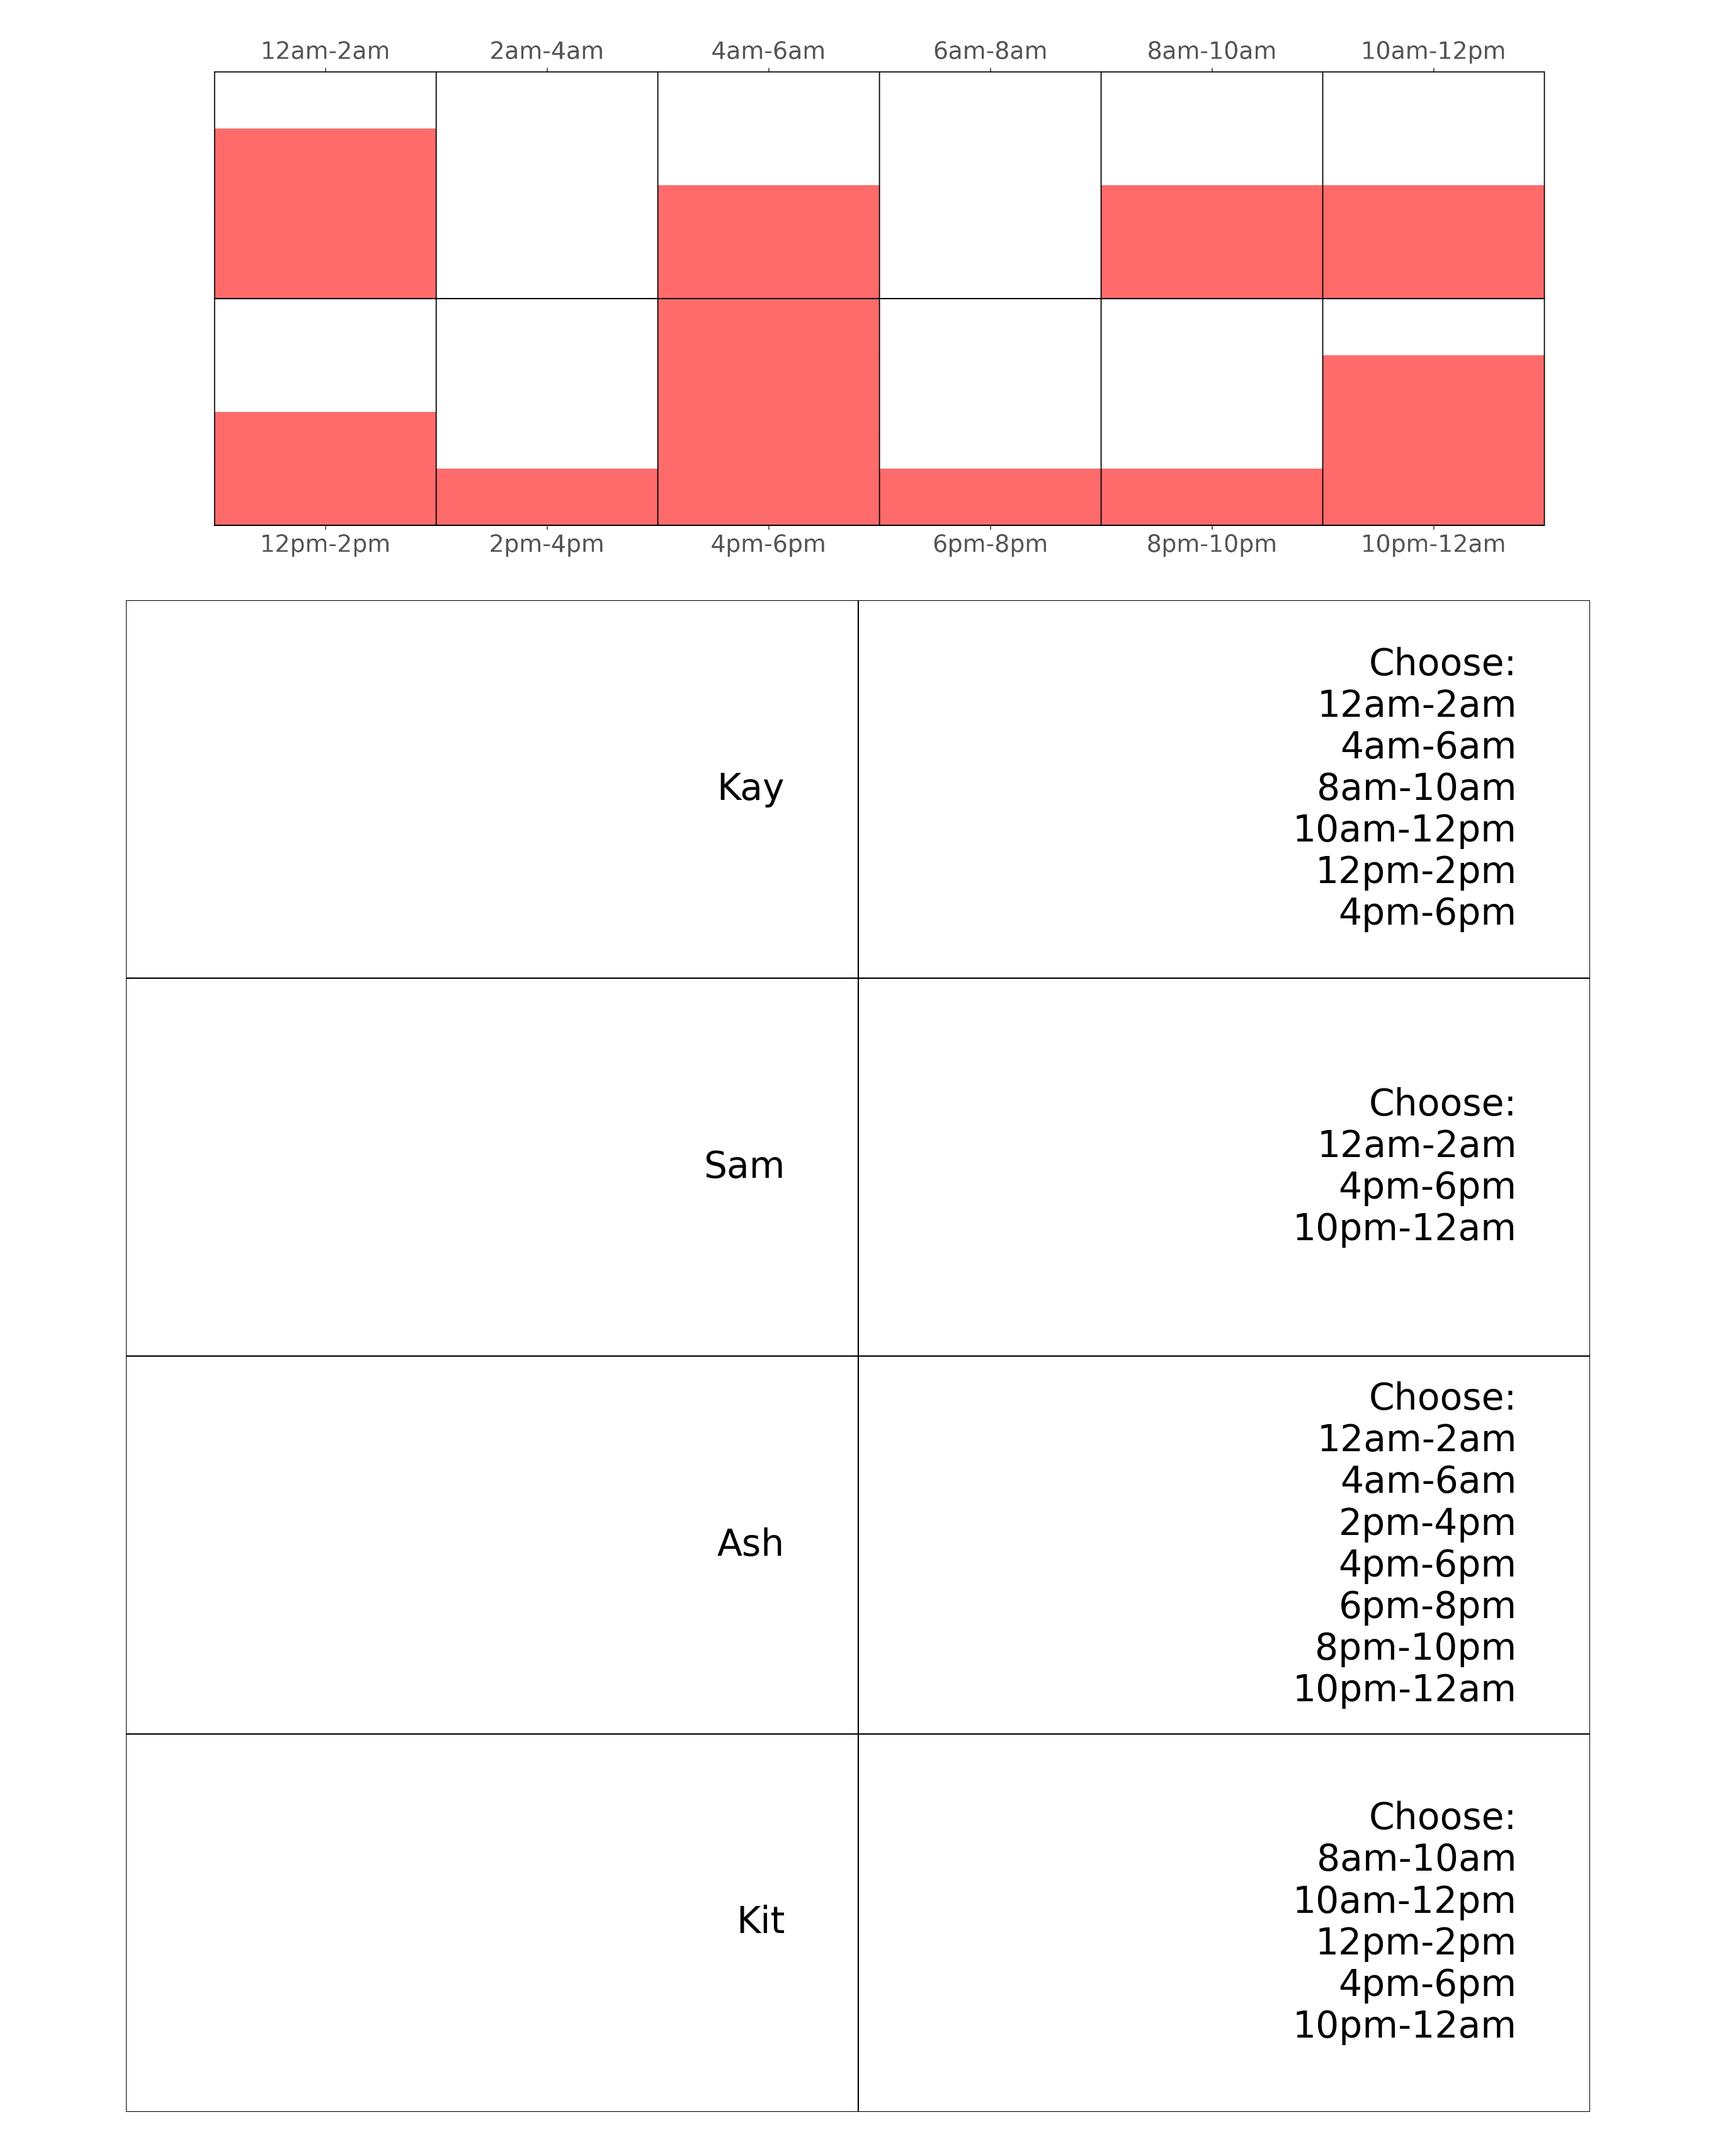 12am-2am 2am-4am 4am-6am 6am-8am 8am-10am 10am-12pm
12pm-2pm 2pm-4pm 4pm-6pm 6pm-8pm 8pm-10pm 10pm-12am
Kay
Choose:
12am-2am
4am-6am
8am-10am
10am-12pm
12pm-2pm
4pm-6pm
Sam
Choose:
12am-2am
4pm-6pm
10pm-12am
Ash
Choose:
12am-2am
4am-6am
2pm-4pm
4pm-6pm
6pm-8pm
8pm-10pm
10pm-12am
Kit
Choose:
8am-10am
10am-12pm
12pm-2pm
4pm-6pm
10pm-12am